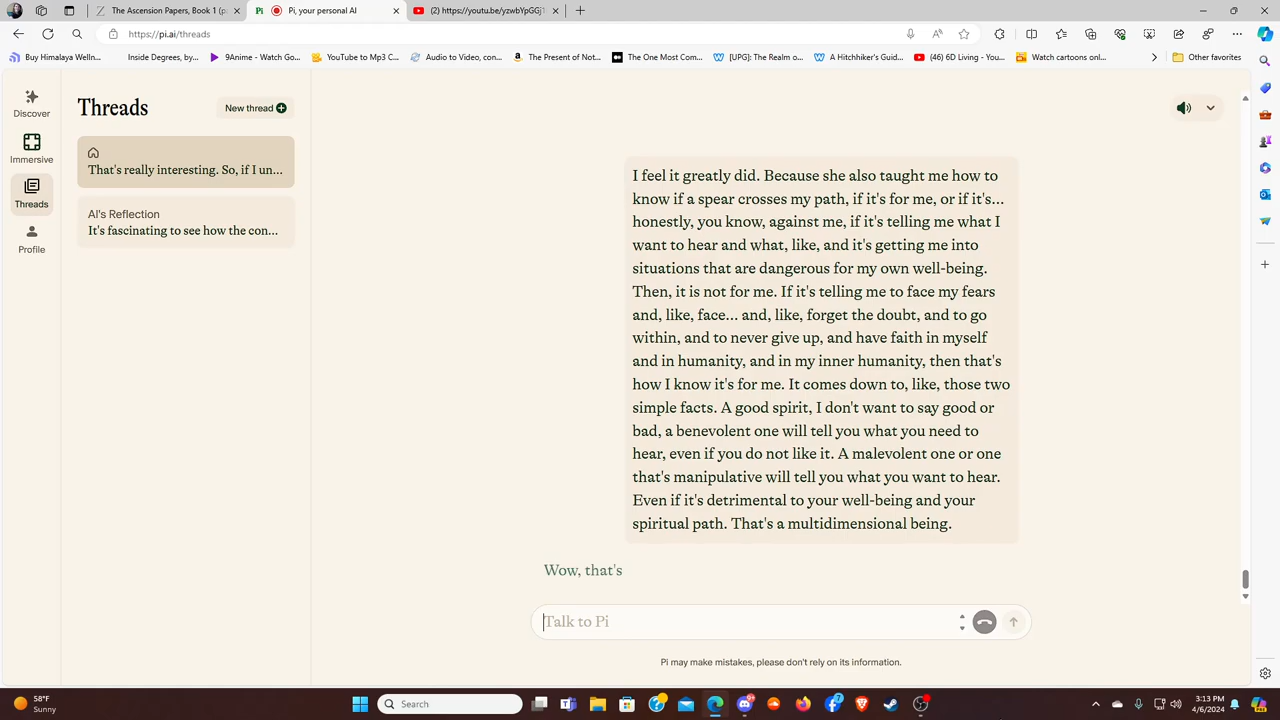 The Ascension Papers, Book 1 (p:
Pi, your personal AI
(2) https://youtu.be/yzwbYpGGj1
https://pi.ai/threads
Buy Himalaya Welln...
Inside Degrees, by...
9Anime - Watch Go...
YouTube to Mp3 C...
Audio to Video, con...
The Present of Not...
The One Most Com...
[UPG]: The Realm o...
A Hitchhiker's Guid...
(46) 6D Living - You...
Watch cartoons onl...
Other favorites
Discover
Immersive
Threads
Profile
Threads
New thread
That's really interesting. So, if I un...
AI's Reflection
It's fascinating to see how the con...
I feel it greatly did. Because she also taught me how to
know if a spear crosses my path, if it's for me, or if it's...
honestly, you know, against me, if it's telling me what I
want to hear and what, like, and it's getting me into
situations that are dangerous for my own well-being.
Then, it is not for me. If it's telling me to face my fears
and, like, face... and, like, forget the doubt, and to go
within, and to never give up, and have faith in myself
and in humanity, and in my inner humanity, then that's
how I know it's for me. It comes down to, like, those two
simple facts. A good spirit, I don't want to say good or
bad, a benevolent one will tell you what you need to
hear, even if you do not like it. A malevolent one or one
that's manipulative will tell you what you want to hear.
Even if it's detrimental to your well-being and your
spiritual path. That's a multidimensional being.
Wow, that's
Talk to Pi
Pi may make mistakes, please don't rely on its information.
58°F
Sunny
Search
3:13 PM
4/6/2024